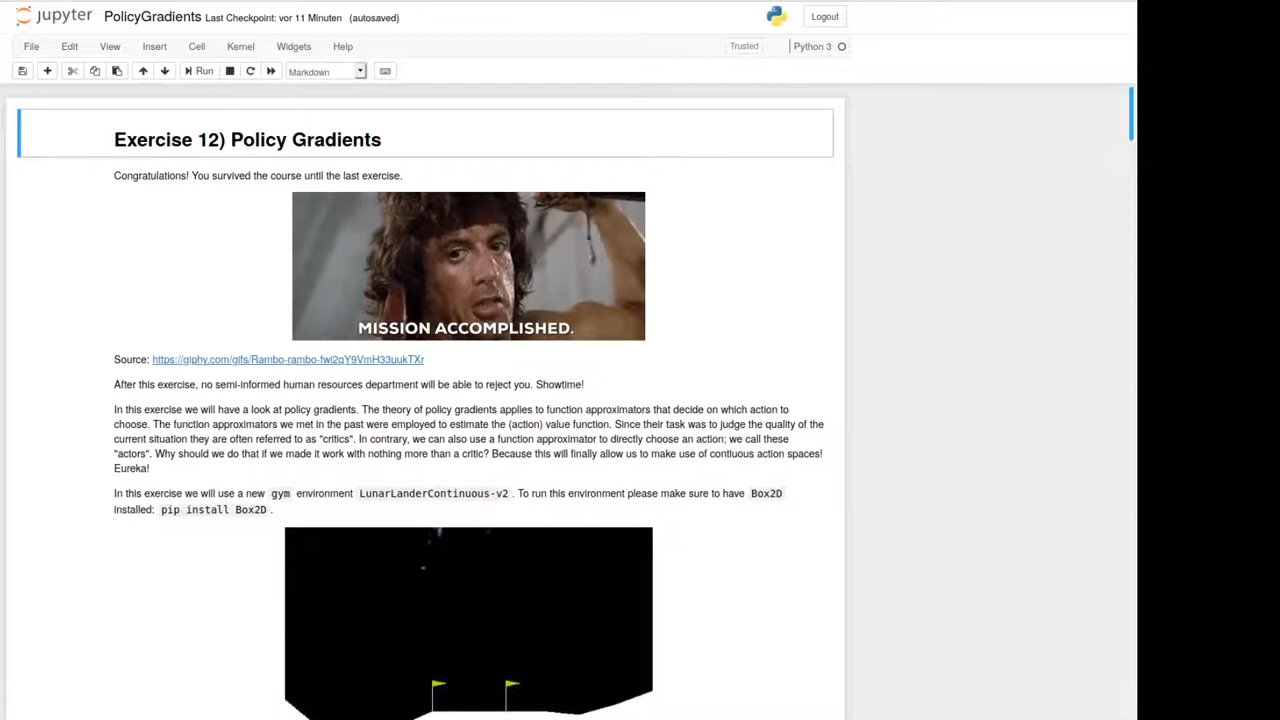 jupyter PolicyGradients Last Checkpoint: vor 11 Minuten (autosaved) Logout
File Edit View Insert Cell Kernel Widgets Help Trusted Python 3
Run Markdown
Exercise 12) Policy Gradients
Congratulations! You survived the course until the last exercise.
MISSION ACCOMPLISHED.
Source: https://giphy.com/gifs/Rambo-rambo-fwi2qY9VmH33uukTXr
After this exercise, no semi-informed human resources department will be able to reject you. Showtime!
In this exercise we will have a look at policy gradients. The theory of policy gradients applies to function approximators that decide on which action to
choose. The function approximators we met in the past were employed to estimate the (action) value function. Since their task was to judge the quality of the
current situation they are often referred to as "critics". In contrary, we can also use a function approximator to directly choose an action; we call these
"actors". Why should we do that if we made it work with nothing more than a critic? Because this will finally allow us to make use of contiuous action spaces!
Eureka!
In this exercise we will use a new gym environment LunarLanderContinuous-v2 . To run this environment please make sure to have Box2D
installed: pip install Box2D .